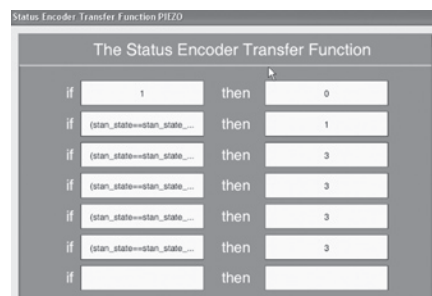 Status Encoder Transfer Function PIEZO
The Status Encoder Transfer Function
if 1 then 0
if (stan_state==stan_state_... then 1
if (stan_state==stan_state_... then 3
if (stan_state==stan_state_... then 3
if (stan_state==stan_state_... then 3
if (stan_state==stan_state_... then 3
if then